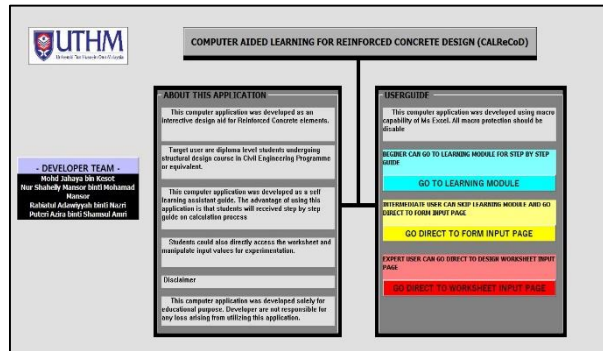 UTHM
Universiti Tun Hussein Onn Malaysia
COMPUTER AIDED LEARNING FOR REINFORCED CONCRETE DESIGN (CALReCoD)
- DEVELOPER TEAM -
Mohd Jahaya bin Kesot
Nur Shahelly Mansor binti Mohamad
Mansor
Rabiatul Adawiyyah binti Nazri
Puteri Azira binti Shamsul Amri
ABOUT THIS APPLICATION
This computer application was developed as an
interective design aid for Reinforced Concrete elements.
Target user are diploma level students undergoing
structural design course in Civil Engineering Programme
or equivalent.
This computer application was developed as a self
learning assistant guide. The advantage of using this
application is that students will received step by step
guide on calculation process
Students could also directly access the worksheet and
manipulate input values for experimentation.
Disclaimer
This computer application was developed solely for
educational purpose. Developer are not responsible for
any loss arising from utilizing this application.
USERGUIDE
This computer application was developed using macro
capability of Ms Excel. All macro protection should be
disable
BEGINER CAN GO TO LEARNING MODULE FOR STEP BY STEP
GUIDE
GO TO LEARNING MODULE
INTERMEDIATE USER CAN SKIP LEARNING MODULE AND GO
DIRECT TO FORM INPUT PAGE
GO DIRECT TO FORM INPUT PAGE
EXPERT USER CAN GO DIRECT TO DESIGN WORKSHEET INPUT
PAGE
GO DIRECT TO WORKSHEET INPUT PAGE